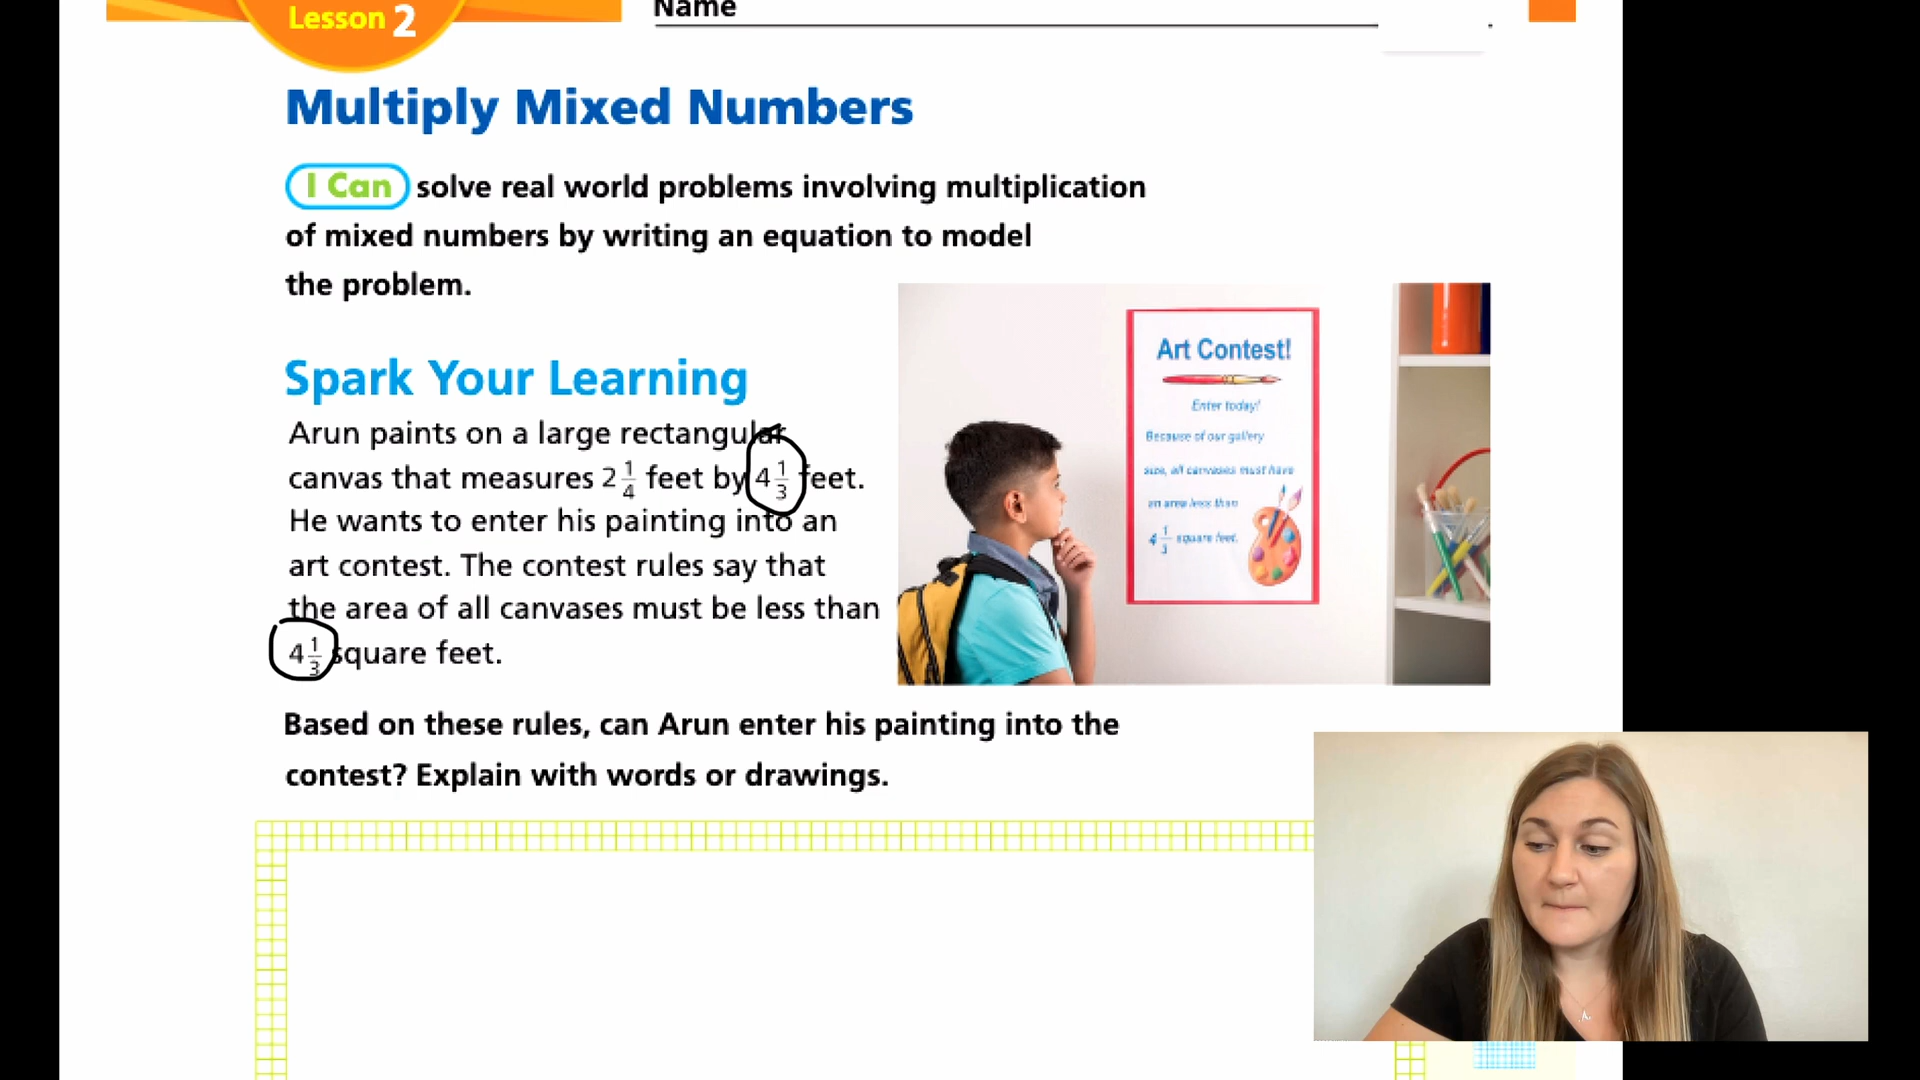 Lesson 2
Name
Multiply Mixed Numbers
I Can solve real world problems involving multiplication
of mixed numbers by writing an equation to model
the problem.
Spark Your Learning
Arun paints on a large rectangular
canvas that measures 2 1/4 feet by 4 1/3 feet.
He wants to enter his painting into an
art contest. The contest rules say that
the area of all canvases must be less than
4 1/3 square feet.
Art Contest!
Enter today!
Because of our gallery
size, all canvases must have
an area less than
4 1/3 square feet.
Based on these rules, can Arun enter his painting into the
contest? Explain with words or drawings.